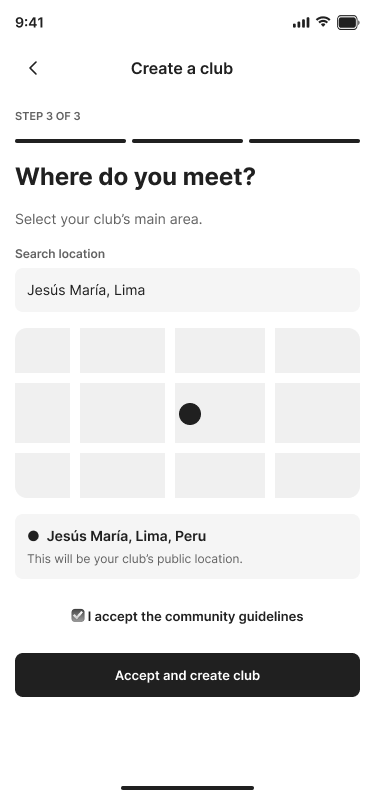 9:41
Create a club
STEP 3 OF 3
Where do you meet?
Select your club’s main area.
Search location
Jesús María, Lima
Jesús María, Lima, Peru
This will be your club’s public location.
I accept the community guidelines
Accept and create club